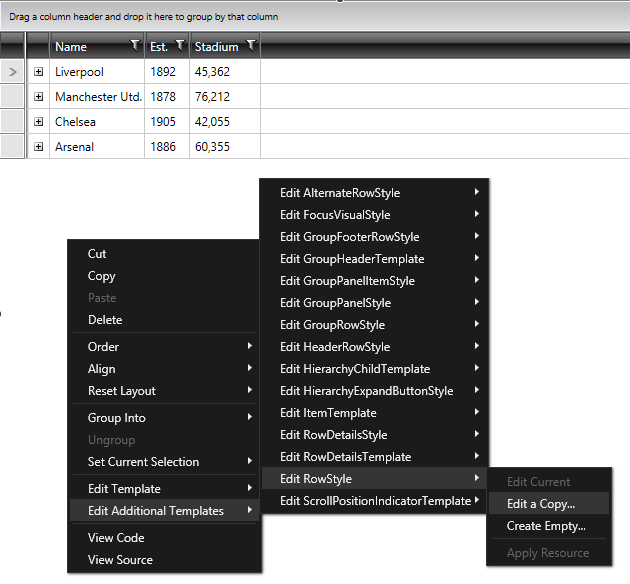 Drag a column header and drop it here to group by that column
Name Est. Stadium
Liverpool 1892 45,362
Manchester Utd. 1878 76,212
Chelsea 1905 42,055
Arsenal 1886 60,355
Cut
Copy
Paste
Delete
Order
Align
Reset Layout
Group Into
Ungroup
Set Current Selection
Edit Template
Edit Additional Templates
View Code
View Source
Edit AlternateRowStyle
Edit FocusVisualStyle
Edit GroupFooterRowStyle
Edit GroupHeaderTemplate
Edit GroupPanelItemStyle
Edit GroupPanelStyle
Edit GroupRowStyle
Edit HeaderRowStyle
Edit HierarchyChildTemplate
Edit HierarchyExpandButtonStyle
Edit ItemTemplate
Edit RowDetailsStyle
Edit RowDetailsTemplate
Edit RowStyle
Edit ScrollPositionIndicatorTemplate
Edit Current
Edit a Copy...
Create Empty...
Apply Resource